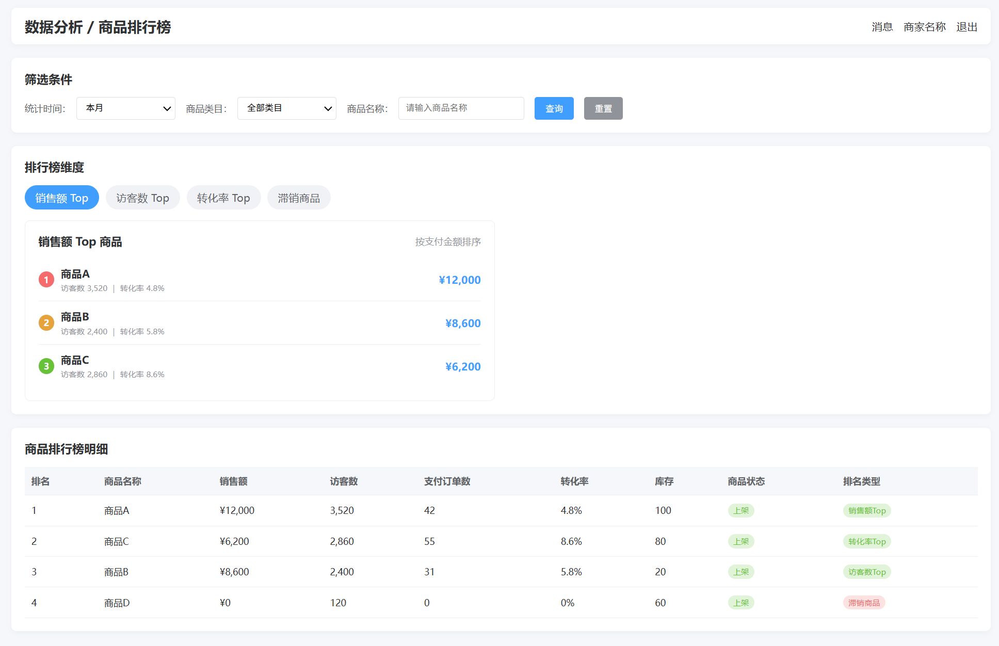 数据分析 / 商品排行榜
消息 商家名称 退出
筛选条件
统计时间： 本月 商品类目： 全部类目 商品名称： 请输入商品名称 查询 重置
排行榜维度
销售额 Top 访客数 Top 转化率 Top 滞销商品
销售额 Top 商品 按支付金额排序
1 商品A ¥12,000
访客数 3,520 ｜ 转化率 4.8%
2 商品B ¥8,600
访客数 2,400 ｜ 转化率 5.8%
3 商品C ¥6,200
访客数 2,860 ｜ 转化率 8.6%
商品排行榜明细
排名 商品名称 销售额 访客数 支付订单数 转化率 库存 商品状态 排名类型
1 商品A ¥12,000 3,520 42 4.8% 100 上架 销售额Top
2 商品C ¥6,200 2,860 55 8.6% 80 上架 转化率Top
3 商品B ¥8,600 2,400 31 5.8% 20 上架 访客数Top
4 商品D ¥0 120 0 0% 60 上架 滞销商品